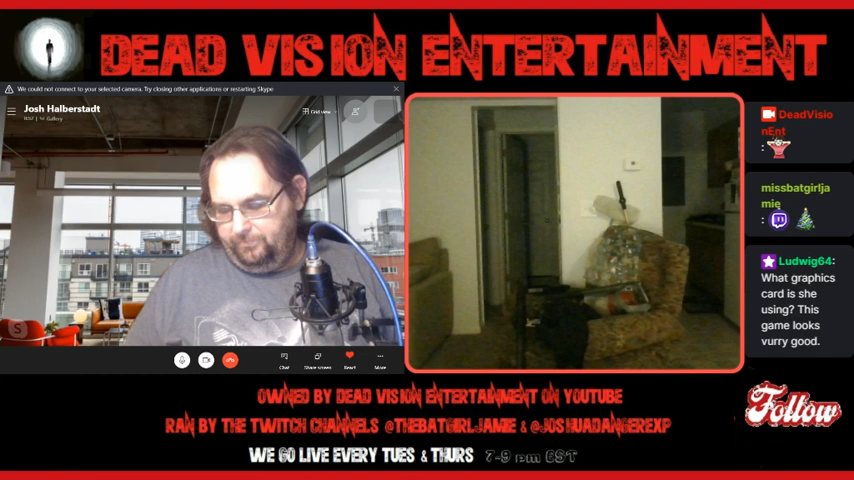 DEAD VISION ENTERTAINMENT
We could not connect to your selected camera. Try closing other applications or restarting Skype
Josh Halberstadt
Gallery
Grid view
S
Chat
Share screen
React
More
DeadVisio
nEnt
:
missbatgirlja
mie
:
Ludwig64:
What graphics
card is she
using? This
game looks
vurry good.
OWNED BY DEAD VISION ENTERTAINMENT ON YOUTUBE
RAN BY THE TWITCH CHANNELS @THEBATGIRLJAMIE & @JOSHUADANGEREXP
WE GO LIVE EVERY TUES & THURS 7-9 pm EST
Follow